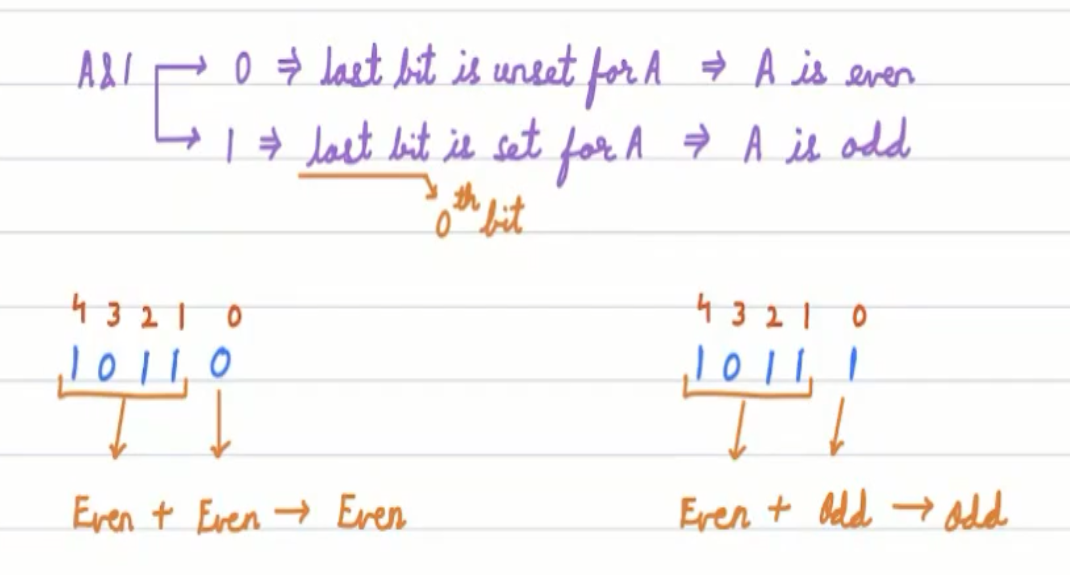 A&1 → 0 ⇒ last bit is unset for A ⇒ A is even
→ 1 ⇒ last bit is set for A ⇒ A is odd
0th bit
4 3 2 1 0 4 3 2 1 0
1 0 1 1 0 1 0 1 1 1
Even + Even → Even Even + Odd → odd